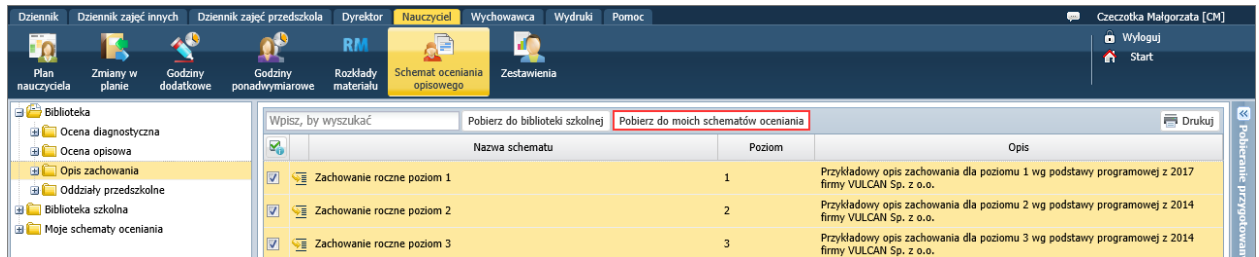 Dziennik Dziennik zajęć innych Dziennik zajęć przedszkola Dyrektor Nauczyciel Wychowawca Wydruki Pomoc Czeczotka Małgorzata [CM]
Wyloguj
Start
RM
Plan nauczyciela
Zmiany w planie
Godziny dodatkowe
Godziny ponadwymiarowe
Rozkłady materiału
Schemat oceniania opisowego
Zestawienia
Biblioteka
Ocena diagnostyczna
Ocena opisowa
Opis zachowania
Oddziały przedszkolne
Biblioteka szkolna
Moje schematy oceniania
Wpisz, by wyszukać Pobierz do biblioteki szkolnej Pobierz do moich schematów oceniania Drukuj
Nazwa schematu Poziom Opis
Zachowanie roczne poziom 1 1 Przykładowy opis zachowania dla poziomu 1 wg podstawy programowej z 2017
firmy VULCAN Sp. z o.o.
Zachowanie roczne poziom 2 2 Przykładowy opis zachowania dla poziomu 2 wg podstawy programowej z 2014
firmy VULCAN Sp. z o.o.
Zachowanie roczne poziom 3 3 Przykładowy opis zachowania dla poziomu 3 wg podstawy programowej z 2014
firmy VULCAN Sp. z o.o.
Pobieranie